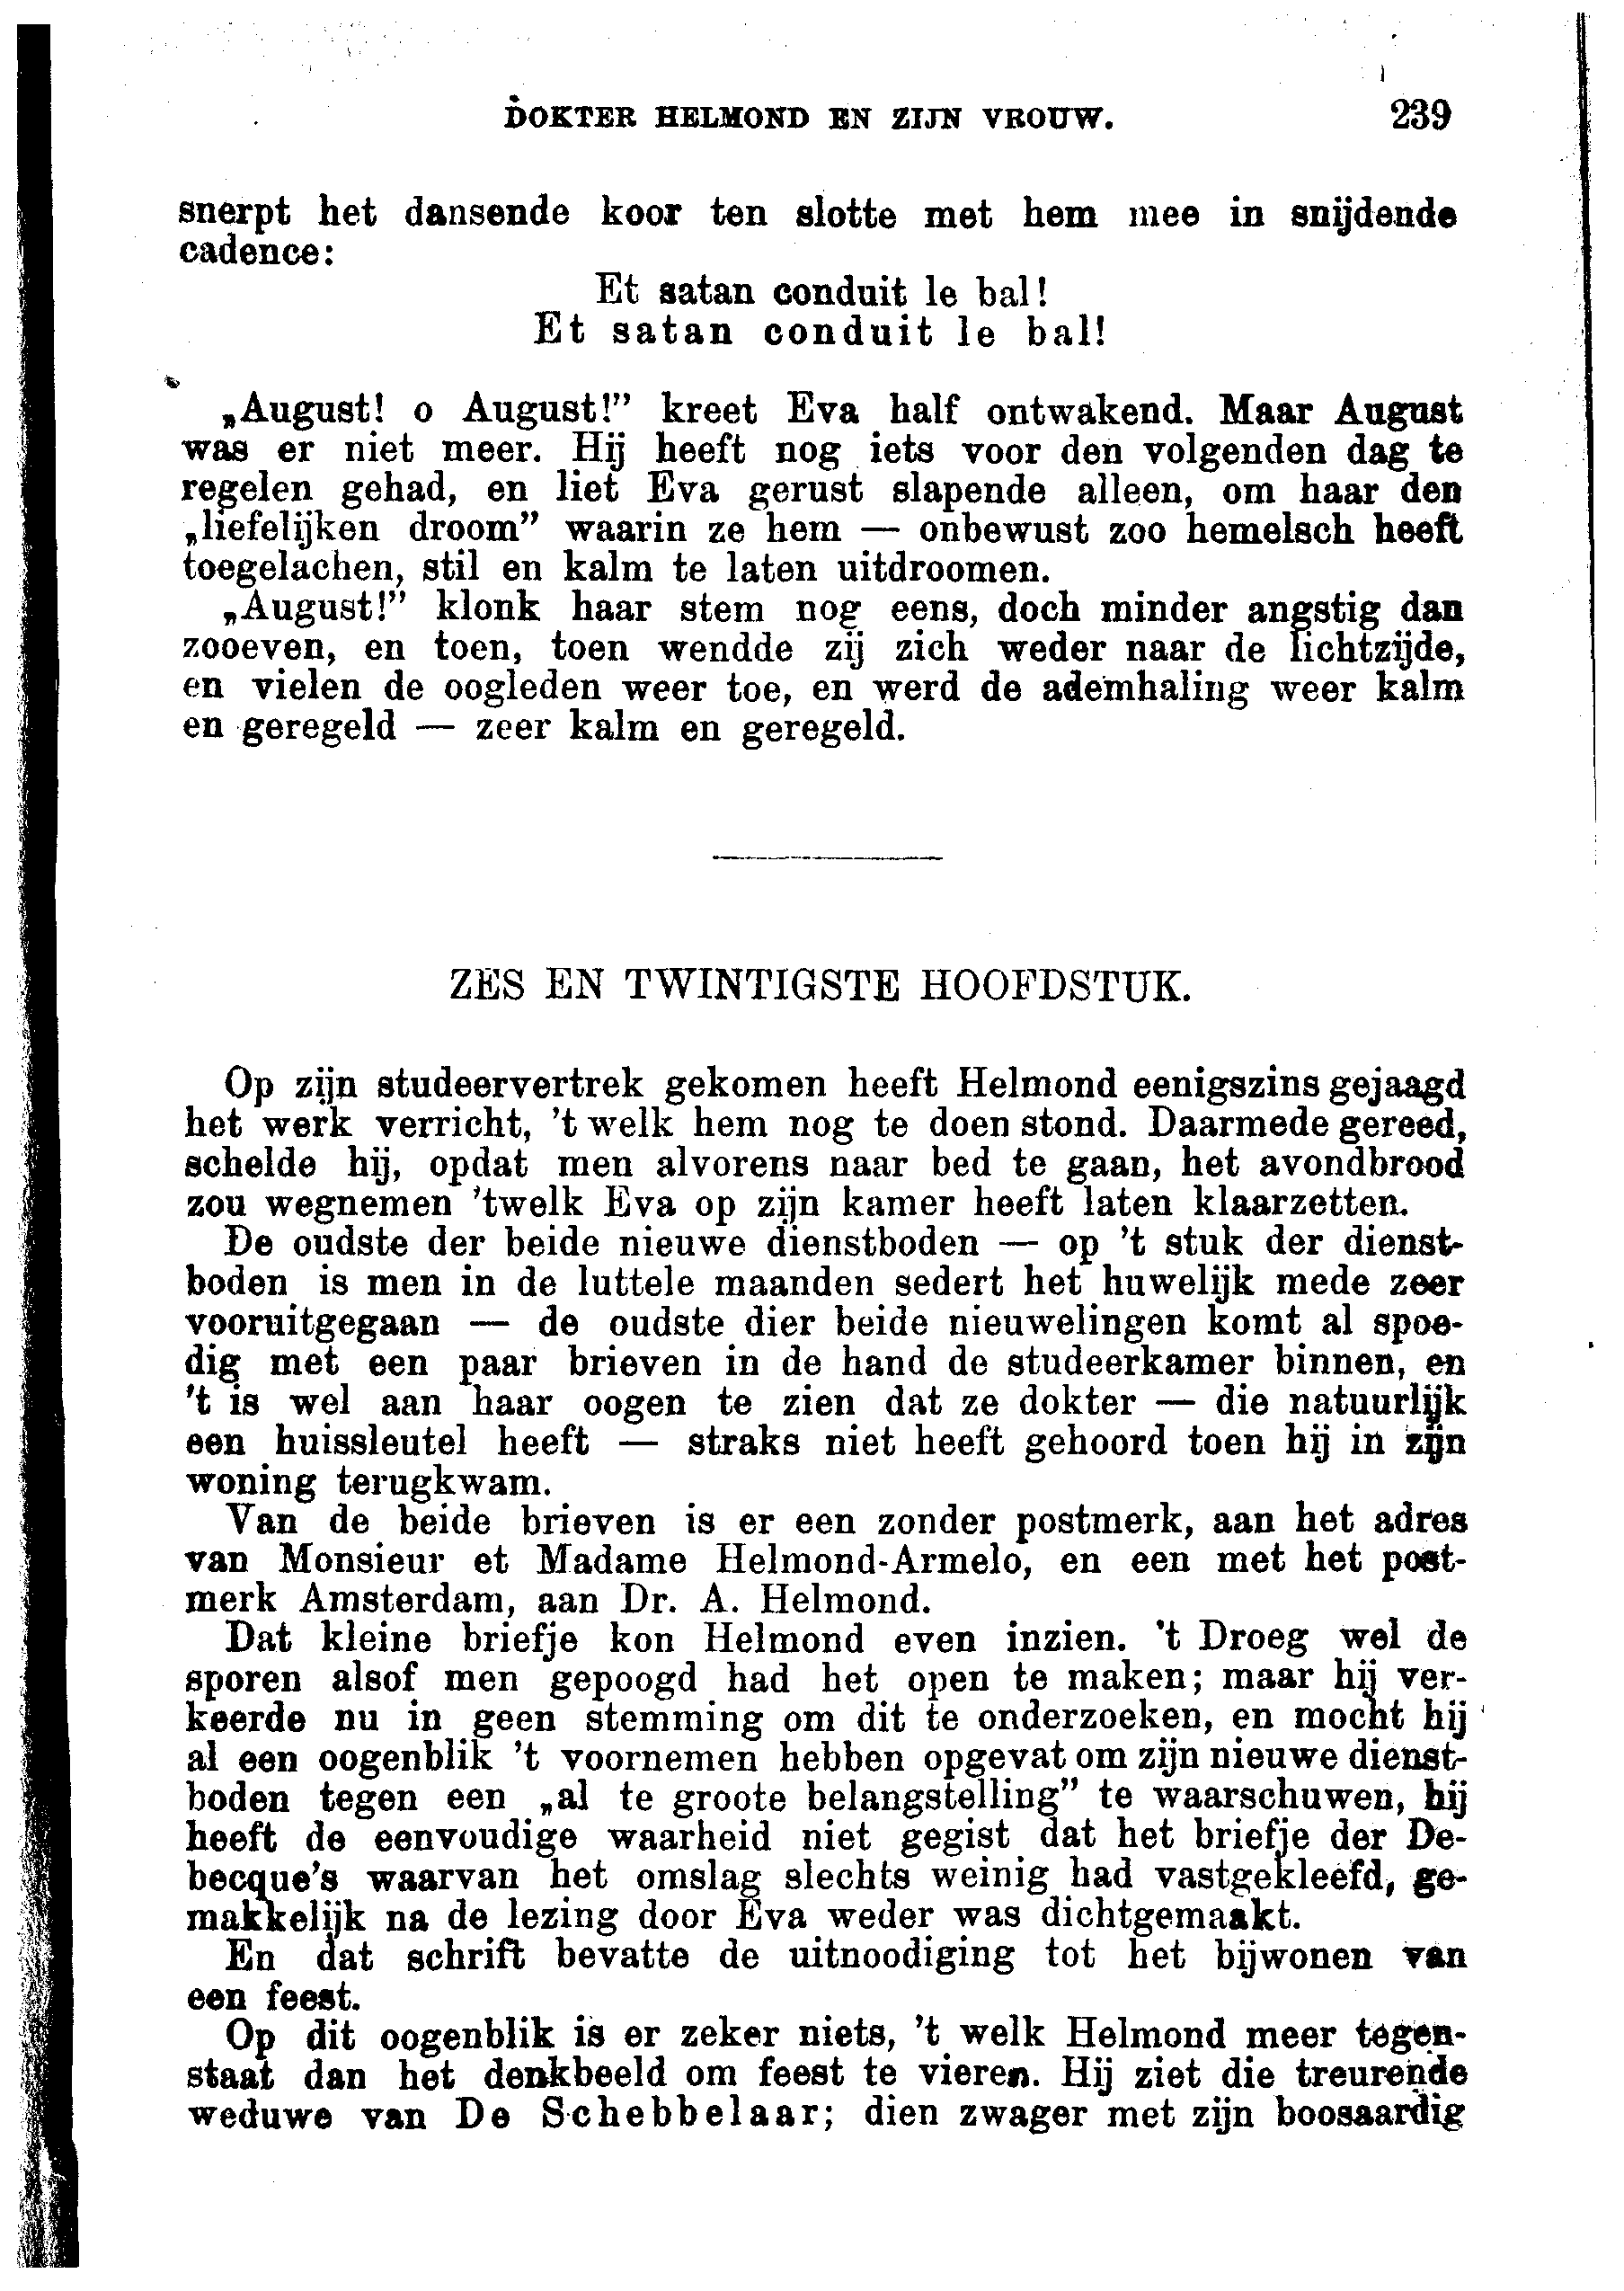 DOKTER HELMOND EN ZIJN VROUW. 239
snerpt het dansende koor ten slotte met hem mee in snijdende
cadence:
Et satan conduit le bal!
Et satan conduit le bal!
„August! o August!” kreet Eva half ontwakend. Maar August
was er niet meer. Hij heeft nog iets voor den volgenden dag te
regelen gehad, en liet Eva gerust slapende alleen, om haar den
„liefelijken droom” waarin ze hem — onbewust zoo hemelsch heeft
toegelachen, stil en kalm te laten uitdroomen.
„August!” klonk haar stem nog eens, doch minder angstig dan
zooeven, en toen, toen wendde zij zich weder naar de lichtzijde,
en vielen de oogleden weer toe, en werd de ademhaling weer kalm
en geregeld — zeer kalm en geregeld.
ZES EN TWINTIGSTE HOOFDSTUK.
Op zijn studeervertrek gekomen heeft Helmond eenigszins gejaagd
het werk verricht, 't welk hem nog te doen stond. Daarmede gereed,
schelde hij, opdat men alvorens naar bed te gaan, het avondbrood
zou wegnemen 'twelk Eva op zijn kamer heeft laten klaarzetten.
De oudste der beide nieuwe dienstboden — op 't stuk der dienst-
boden is men in de luttele maanden sedert het huwelijk mede zeer
vooruitgegaan — de oudste dier beide nieuwelingen komt al spoe-
dig met een paar brieven in de hand de studeerkamer binnen, en
't is wel aan haar oogen te zien dat ze dokter — die natuurlijk
een huissleutel heeft — straks niet heeft gehoord toen hij in zijn
woning terugkwam.
Van de beide brieven is er een zonder postmerk, aan het adres
van Monsieur et Madame Helmond-Armelo, en een met het post-
merk Amsterdam, aan Dr. A. Helmond.
Dat kleine briefje kon Helmond even inzien. 't Droeg wel de
sporen alsof men gepoogd had het open te maken; maar hij ver-
keerde nu in geen stemming om dit te onderzoeken, en mocht hij
al een oogenblik 't voornemen hebben opgevat om zijn nieuwe dienst-
boden tegen een „al te groote belangstelling” te waarschuwen, hij
heeft de eenvoudige waarheid niet gegist dat het briefje der De-
becque's waarvan het omslag slechts weinig had vastgekleefd, ge-
makkelijk na de lezing door Eva weder was dichtgemaakt.
En dat schrift bevatte de uitnoodiging tot het bijwonen van
een feest.
Op dit oogenblik is er zeker niets, 't welk Helmond meer tegen-
staat dan het denkbeeld om feest te vieren. Hij ziet die treurende
weduwe van De Schebbelaar; dien zwager met zijn boosaardig